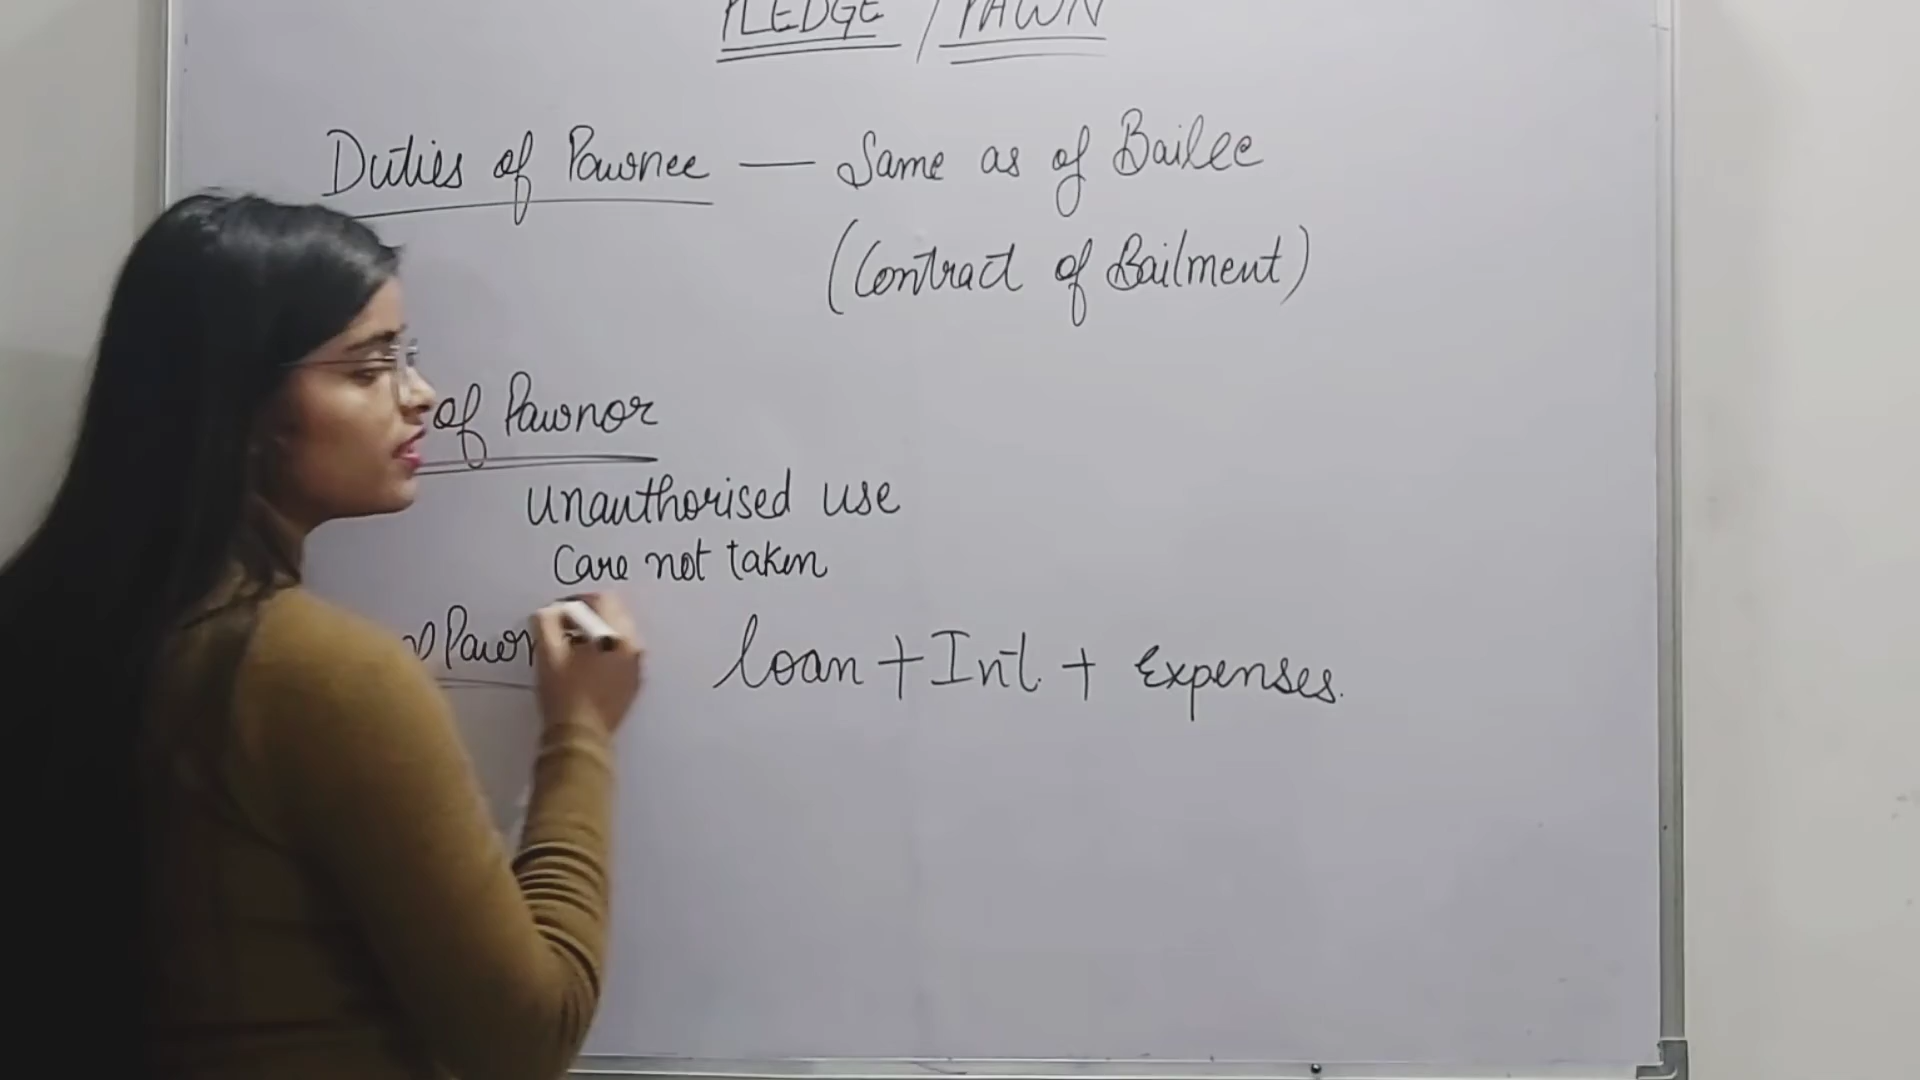 PLEDGE / PAWN
Duties of Pawnee — Same as of Bailee
(Contract of Bailment)
of Pawnor
Unauthorised use
Care not taken
loan + Int. + Expenses.